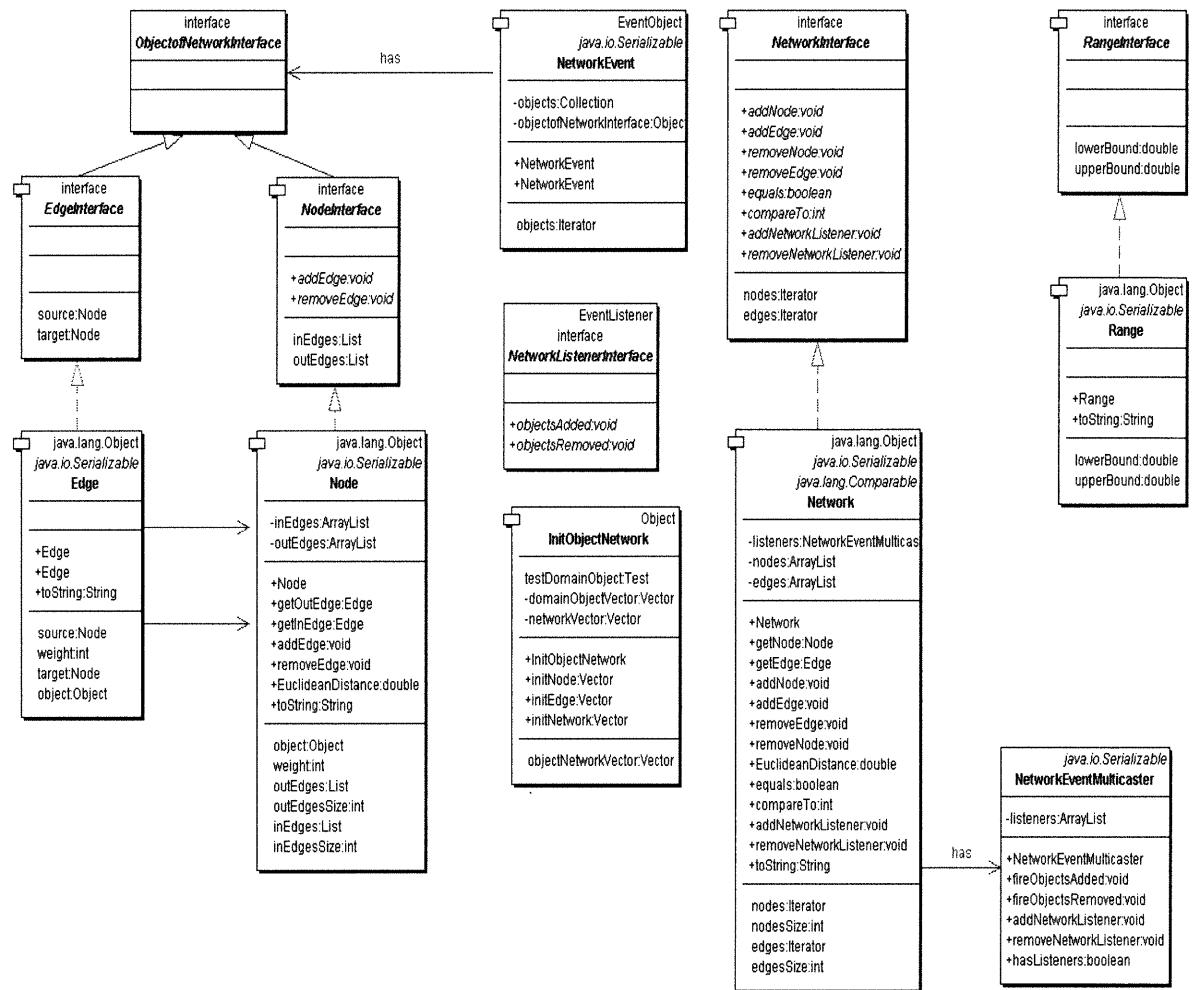 interface
ObjectofNetworkInterface
has
EventObject
java.io.Serializable
NetworkEvent
-objects:Collection
-objectofNetworkInterface:Object
+NetworkEvent
+NetworkEvent
objects:Iterator
interface
NetworkInterface
+addNode:void
+addEdge:void
+removeNode:void
+removeEdge:void
+equals:boolean
+compareTo:int
+addNetworkListener:void
+removeNetworkListener:void
nodes:Iterator
edges:Iterator
interface
RangeInterface
lowerBound:double
upperBound:double
interface
EdgeInterface
source:Node
target:Node
interface
NodeInterface
+addEdge:void
+removeEdge:void
inEdges:List
outEdges:List
EventListener
interface
NetworkListenerInterface
+objectsAdded:void
+objectsRemoved:void
java.lang.Object
java.io.Serializable
Range
+Range
+toString:String
lowerBound:double
upperBound:double
java.lang.Object
java.io.Serializable
Edge
+Edge
+Edge
+toString:String
source:Node
weight:int
target:Node
object:Object
java.lang.Object
java.io.Serializable
Node
-inEdges:ArrayList
-outEdges:ArrayList
+Node
+getOutEdge:Edge
+getInEdge:Edge
+addEdge:void
+removeEdge:void
+EuclideanDistance:double
+toString:String
object:Object
weight:int
outEdges:List
outEdgesSize:int
inEdges:List
inEdgesSize:int
Object
InitObjectNetwork
testDomainObject:Test
-domainObjectVector:Vector
-networkVector:Vector
+InitObjectNetwork
+initNode:Vector
+initEdge:Vector
+initNetwork:Vector
objectNetworkVector:Vector
java.lang.Object
java.io.Serializable
java.lang.Comparable
Network
-listeners:NetworkEventMulticas
-nodes:ArrayList
-edges:ArrayList
+Network
+getNode:Node
+getEdge:Edge
+addNode:void
+addEdge:void
+removeEdge:void
+removeNode:void
+EuclideanDistance:double
+equals:boolean
+compareTo:int
+addNetworkListener:void
+removeNetworkListener:void
+toString:String
nodes:Iterator
nodesSize:int
edges:Iterator
edgesSize:int
has
java.io.Serializable
NetworkEventMulticaster
-listeners:ArrayList
+NetworkEventMulticaster
+fireObjectsAdded:void
+fireObjectsRemoved:void
+addNetworkListener:void
+removeNetworkListener:void
+hasListeners:boolean